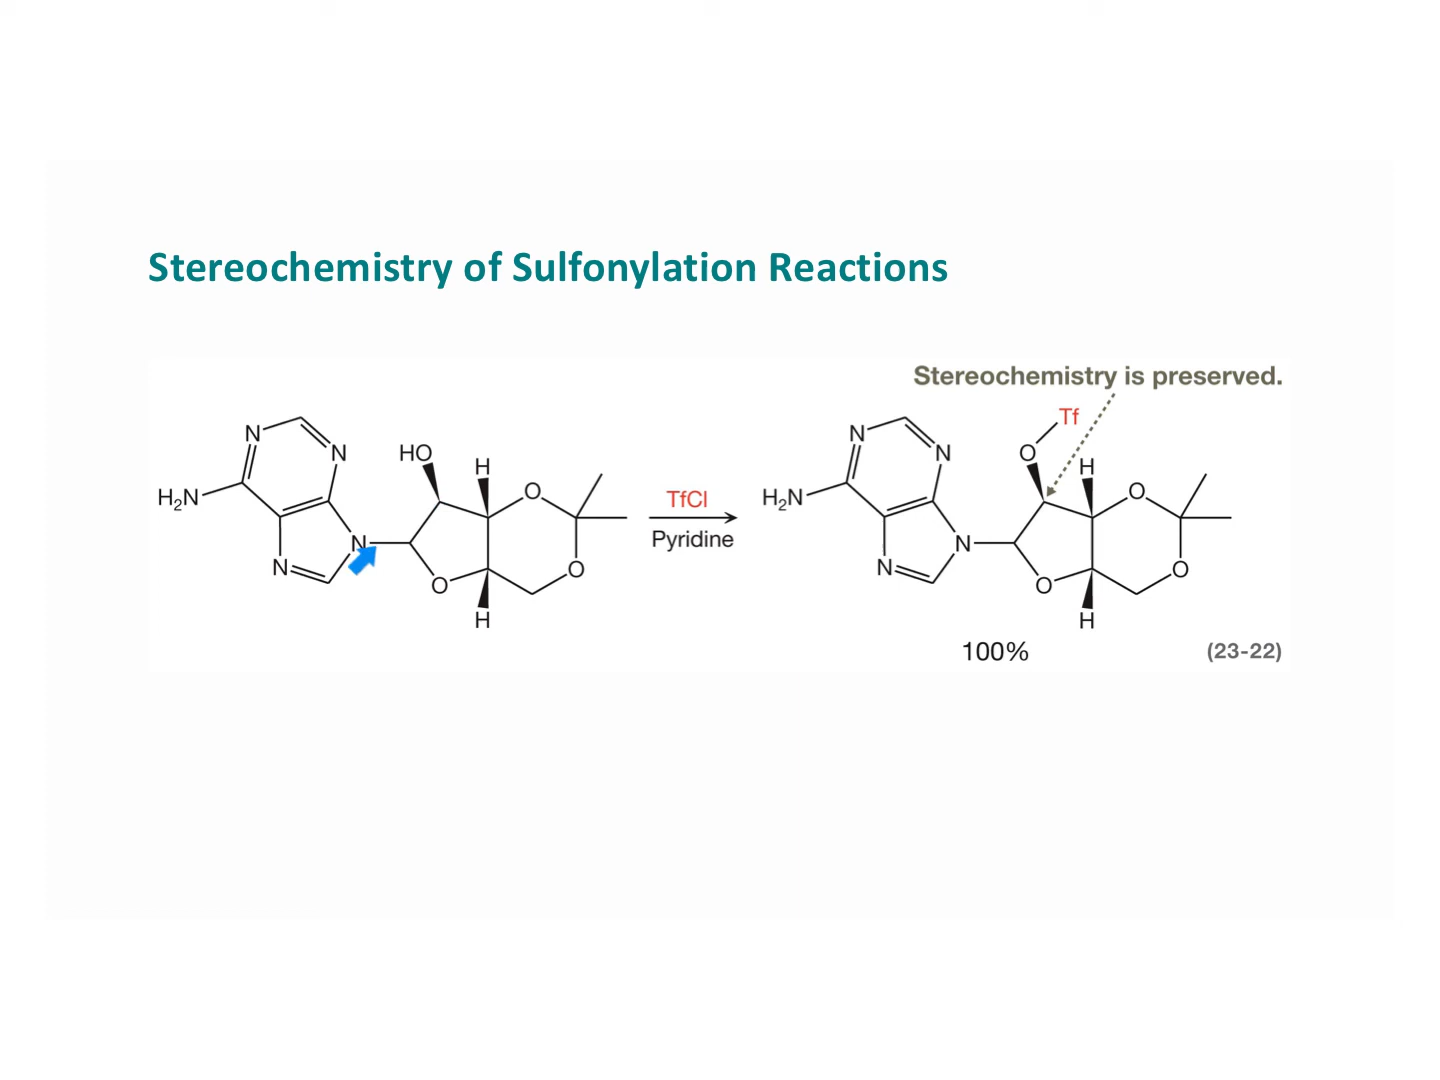 Stereochemistry of Sulfonylation Reactions
Stereochemistry is preserved.
N
N
H₂N
N
N
HO
H
O
O
O
H
TfCl
Pyridine
N
N
H₂N
N
N
O
Tf
H
O
O
O
H
100%
(23-22)